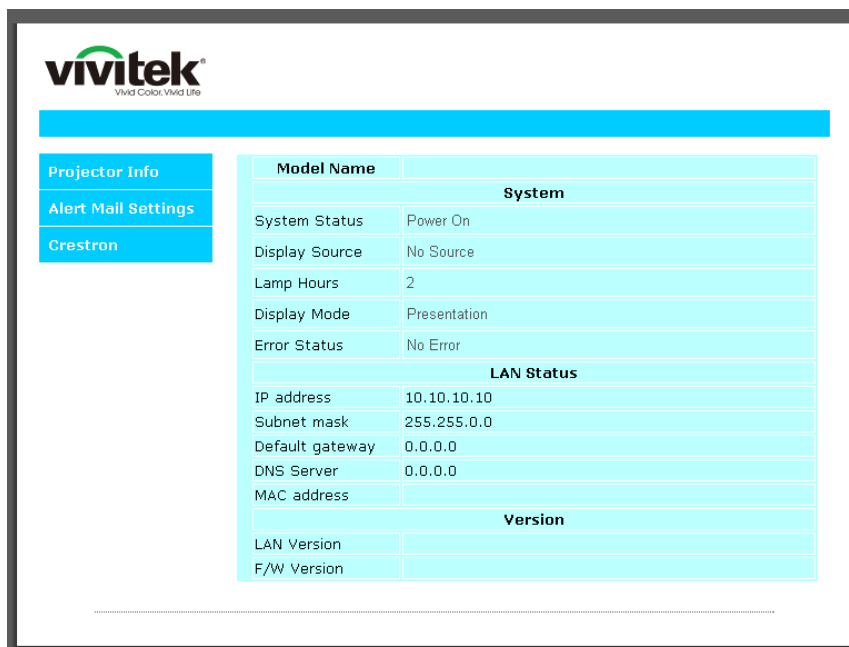 vivitek®
Vivid Color. Vivid Life
Projector Info
Alert Mail Settings
Crestron
Model Name
System
System Status Power On
Display Source No Source
Lamp Hours 2
Display Mode Presentation
Error Status No Error
LAN Status
IP address 10.10.10.10
Subnet mask 255.255.0.0
Default gateway 0.0.0.0
DNS Server 0.0.0.0
MAC address
Version
LAN Version
F/W Version